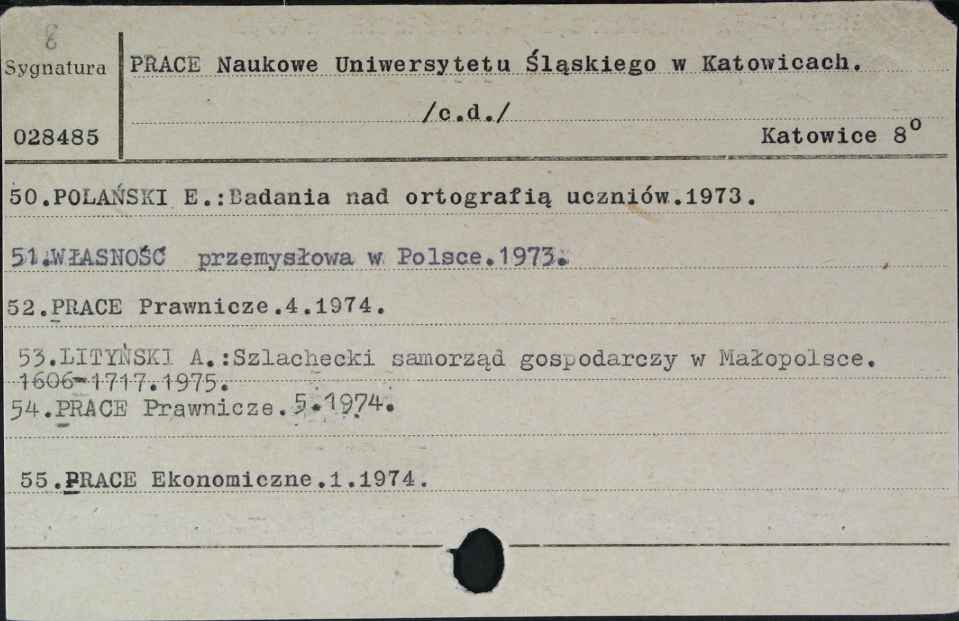 8
Sygnatura
PRACE Naukowe Uniwersytetu Śląskiego w Katowicach.
/c.d./
028485
Katowice 8°
50.POLAŃSKI E.:Badania nad ortografią uczniów.1973.
51.WŁASNOŚĆ przemysłowa w Polsce.1973.
52.PRACE Prawnicze.4.1974.
53.LITYŃSKI A.:Szlachecki samorząd gospodarczy w Małopolsce.
1606-1717.1975.
54.PRACE Prawnicze.5.1974.
55.PRACE Ekonomiczne.1.1974.